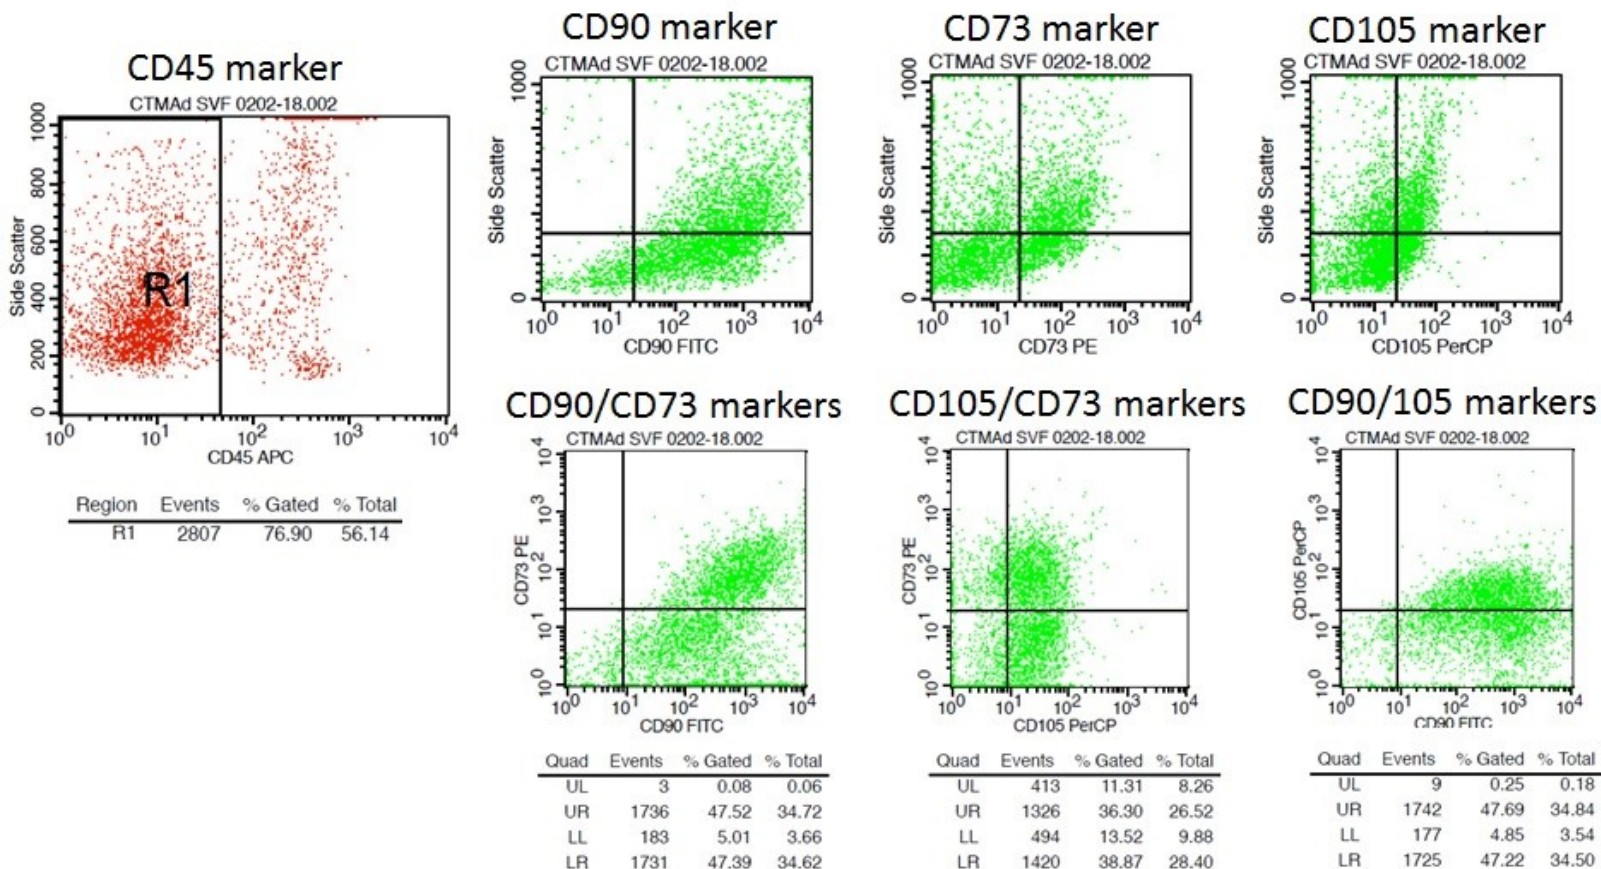 CD45 marker
CTMAd SVF 0202-18.002
Side Scatter
1000
800
600
400
200
0
R1
10^0 10^1 10^2 10^3 10^4
CD45 APC
Region Events % Gated % Total
R1 2807 76.90 56.14
CD90 marker
CTMAd SVF 0202-18.002
Side Scatter
1000
0
10^0 10^1 10^2 10^3 10^4
CD90 FITC
CD73 marker
CTMAd SVF 0202-18.002
Side Scatter
1000
0
10^0 10^1 10^2 10^3 10^4
CD73 PE
CD105 marker
CTMAd SVF 0202-18.002
Side Scatter
1000
0
10^0 10^1 10^2 10^3 10^4
CD105 PerCP
CD90/CD73 markers
CTMAd SVF 0202-18.002
CD73 PE
10^4
10^3
10^2
10^1
10^0
10^0 10^1 10^2 10^3 10^4
CD90 FITC
Quad Events % Gated % Total
UL 3 0.08 0.06
UR 1736 47.52 34.72
LL 183 5.01 3.66
LR 1731 47.39 34.62
CD105/CD73 markers
CTMAd SVF 0202-18.002
CD73 PE
10^4
10^3
10^2
10^1
10^0
10^0 10^1 10^2 10^3 10^4
CD105 PerCP
Quad Events % Gated % Total
UL 413 11.31 8.26
UR 1326 36.30 26.52
LL 494 13.52 9.88
LR 1420 38.87 28.40
CD90/105 markers
CTMAd SVF 0202-18.002
CD105 PerCP
10^4
10^3
10^2
10^1
10^0
10^0 10^1 10^2 10^3 10^4
CD90 FITC
Quad Events % Gated % Total
UL 9 0.25 0.18
UR 1742 47.69 34.84
LL 177 4.85 3.54
LR 1725 47.22 34.50